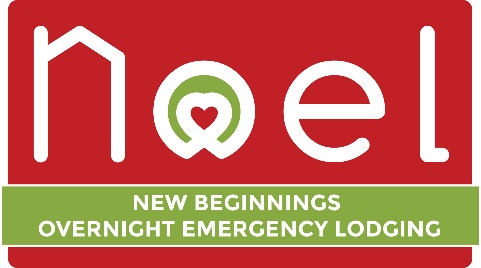 noel
NEW BEGINNINGS
OVERNIGHT EMERGENCY LODGING